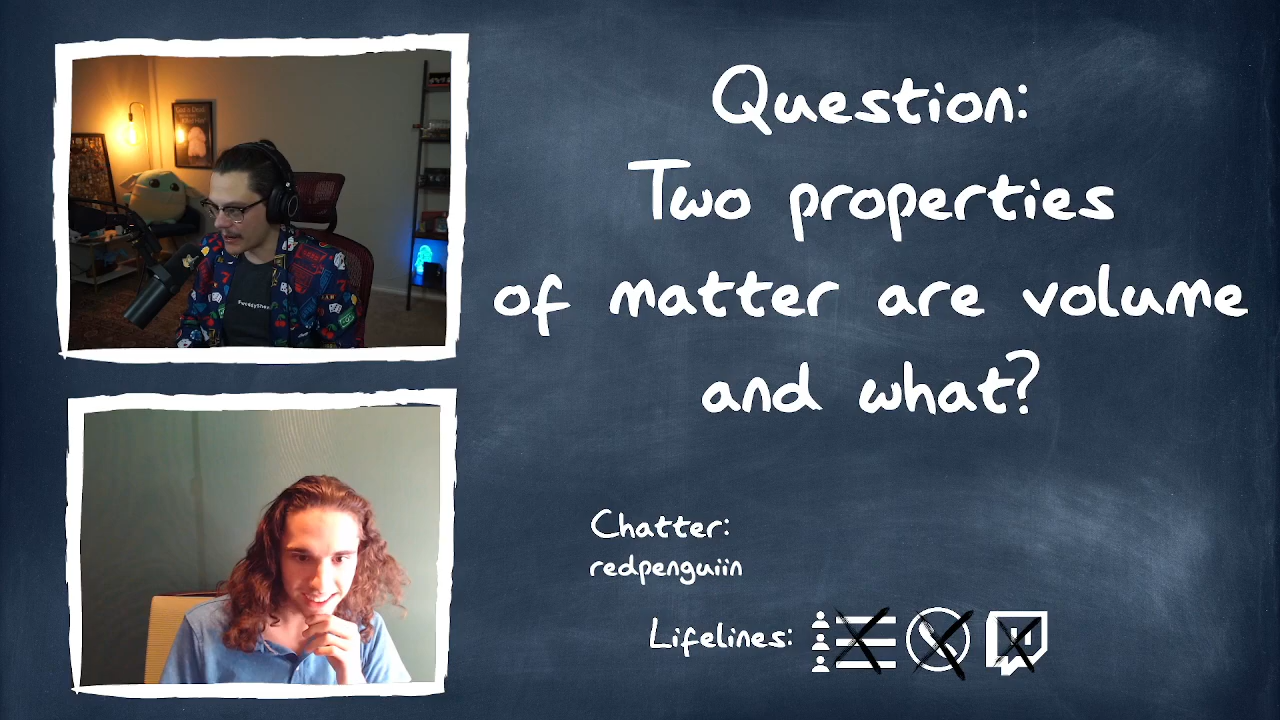 Question:
Two properties
of matter are volume
and what?
Chatter:
redpenguiin
Lifelines: